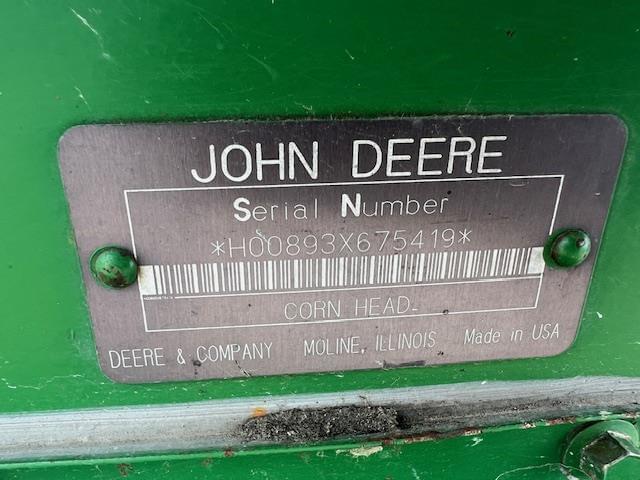 JOHN DEERE
Serial Number
*H00893X675419*
CORN HEAD
DEERE & COMPANY MOLINE, ILLINOIS Made in USA